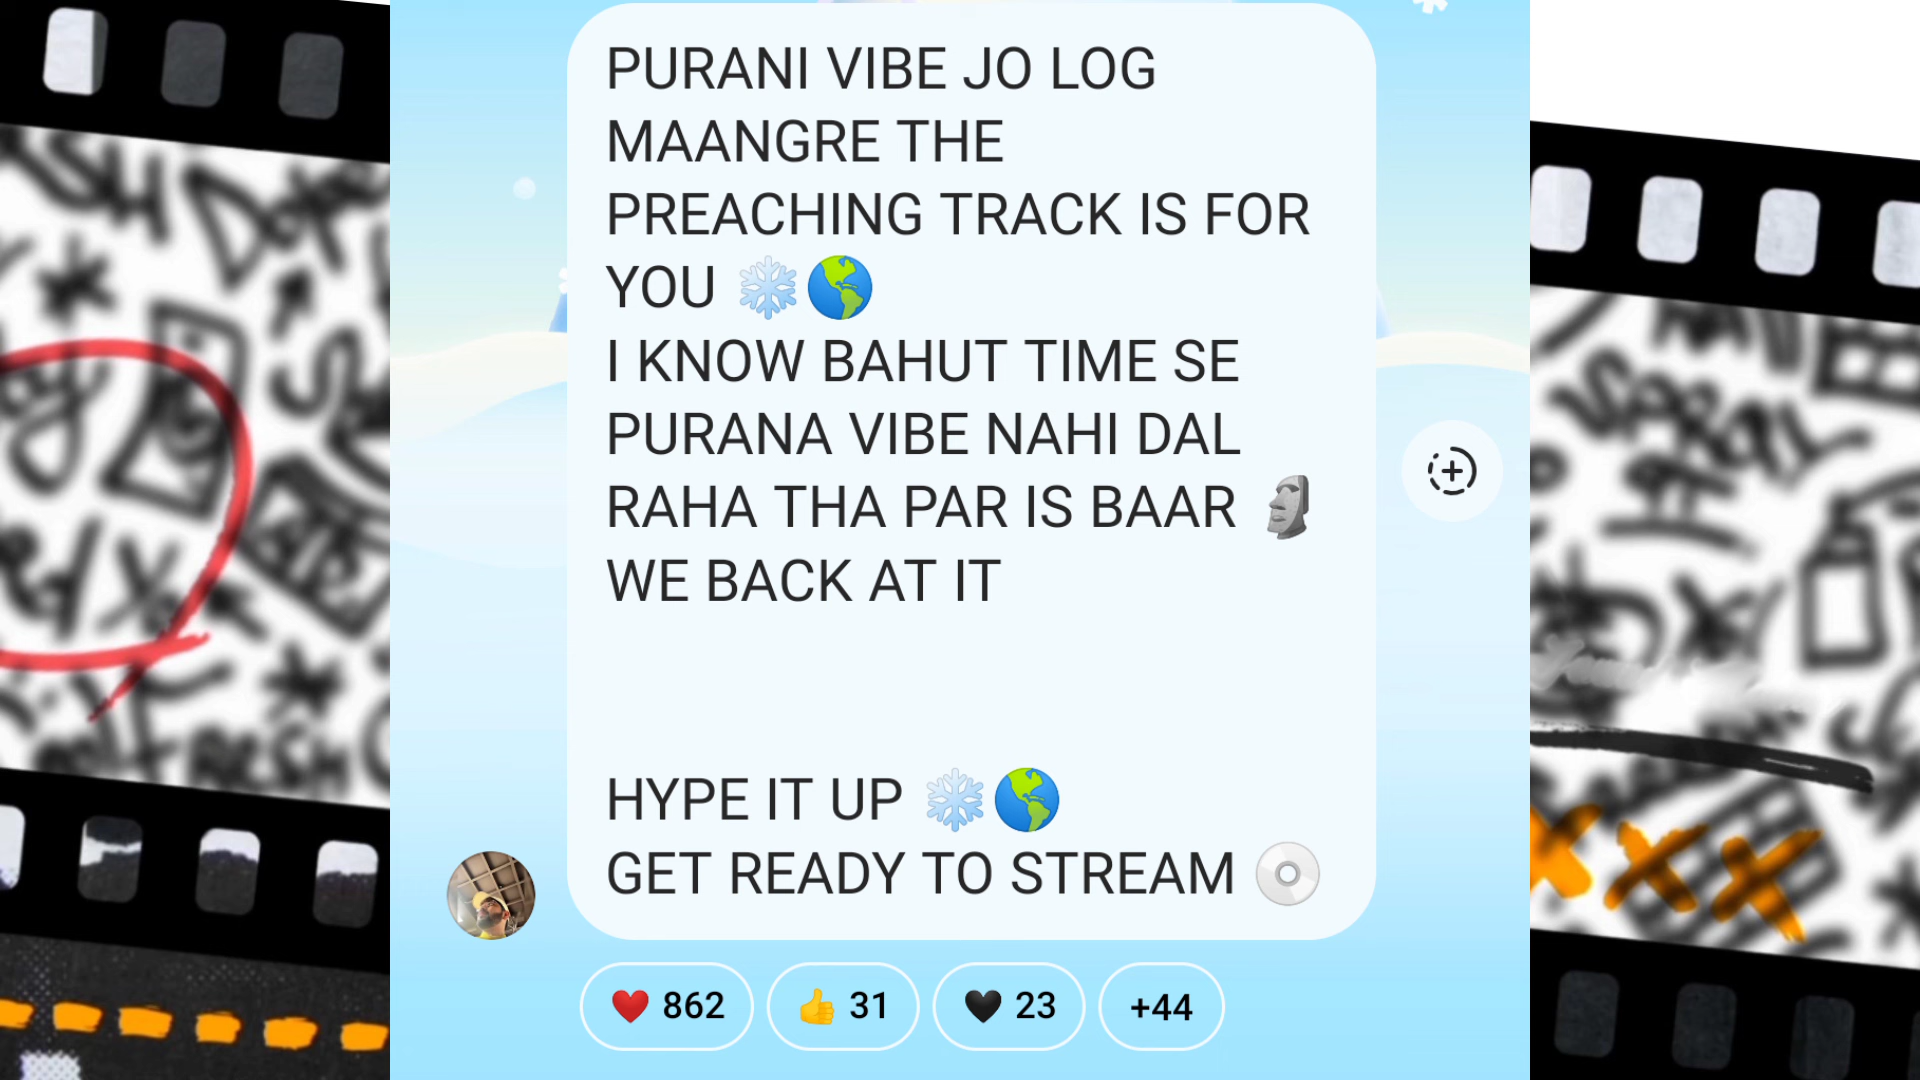 PURANI VIBE JO LOG
MAANGRE THE
PREACHING TRACK IS FOR
YOU ❄️🌎
I KNOW BAHUT TIME SE
PURANA VIBE NAHI DAL
RAHA THA PAR IS BAAR 🗿
WE BACK AT IT
HYPE IT UP ❄️🌎
GET READY TO STREAM 💿
❤️ 862 👍 31 🖤 23 +44